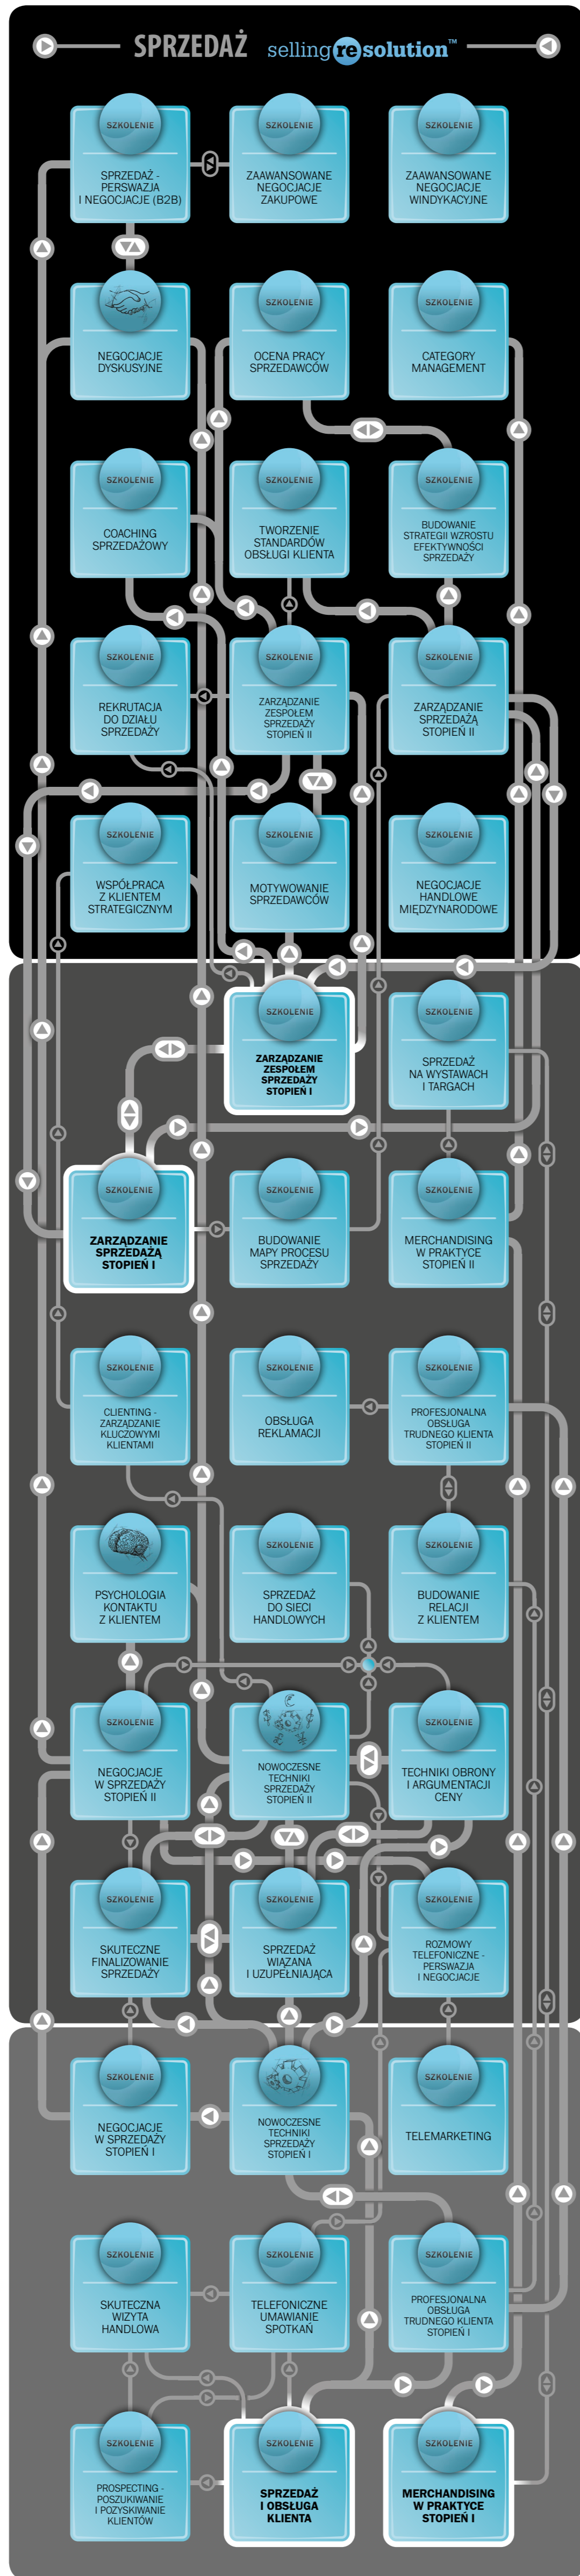 SPRZEDAŻ sellingresolution™
SZKOLENIE
SPRZEDAŻ -
PERSWAZJA
I NEGOCJACJE (B2B)
SZKOLENIE
ZAAWANSOWANE
NEGOCJACJE
ZAKUPOWE
SZKOLENIE
ZAAWANSOWANE
NEGOCJACJE
WINDYKACYJNE
NEGOCJACJE
DYSKUSYJNE
SZKOLENIE
OCENA PRACY
SPRZEDAWCÓW
SZKOLENIE
CATEGORY
MANAGEMENT
SZKOLENIE
COACHING
SPRZEDAŻOWY
SZKOLENIE
TWORZENIE
STANDARDÓW
OBSŁUGI KLIENTA
SZKOLENIE
BUDOWANIE
STRATEGII WZROSTU
EFEKTYWNOŚCI
SPRZEDAŻY
SZKOLENIE
REKRUTACJA
DO DZIAŁU
SPRZEDAŻY
SZKOLENIE
ZARZĄDZANIE
ZESPOŁEM
SPRZEDAŻY
STOPIEŃ II
SZKOLENIE
ZARZĄDZANIE
SPRZEDAŻĄ
STOPIEŃ II
SZKOLENIE
WSPÓŁPRACA
Z KLIENTEM
STRATEGICZNYM
SZKOLENIE
MOTYWOWANIE
SPRZEDAWCÓW
SZKOLENIE
NEGOCJACJE
HANDLOWE
MIĘDZYNARODOWE
SZKOLENIE
ZARZĄDZANIE
ZESPOŁEM
SPRZEDAŻY
STOPIEŃ I
SZKOLENIE
SPRZEDAŻ
NA WYSTAWACH
I TARGACH
SZKOLENIE
ZARZĄDZANIE
SPRZEDAŻĄ
STOPIEŃ I
SZKOLENIE
BUDOWANIE
MAPY PROCESU
SPRZEDAŻY
SZKOLENIE
MERCHANDISING
W PRAKTYCE
STOPIEŃ II
SZKOLENIE
CLIENTING -
ZARZĄDZANIE
KLUCZOWYMI
KLIENTAMI
SZKOLENIE
OBSŁUGA
REKLAMACJI
SZKOLENIE
PROFESJONALNA
OBSŁUGA
TRUDNEGO KLIENTA
STOPIEŃ II
PSYCHOLOGIA
KONTAKTU
Z KLIENTEM
SZKOLENIE
SPRZEDAŻ
DO SIECI
HANDLOWYCH
SZKOLENIE
BUDOWANIE
RELACJI
Z KLIENTEM
SZKOLENIE
NEGOCJACJE
W SPRZEDAŻY
STOPIEŃ II
NOWOCZESNE
TECHNIKI
SPRZEDAŻY
STOPIEŃ II
SZKOLENIE
TECHNIKI OBRONY
I ARGUMENTACJI
CENY
SZKOLENIE
SKUTECZNE
FINALIZOWANIE
SPRZEDAŻY
SZKOLENIE
SPRZEDAŻ
WIĄZANA
I UZUPEŁNIAJĄCA
SZKOLENIE
ROZMOWY
TELEFONICZNE -
PERSWAZJA
I NEGOCJACJE
SZKOLENIE
NEGOCJACJE
W SPRZEDAŻY
STOPIEŃ I
NOWOCZESNE
TECHNIKI
SPRZEDAŻY
STOPIEŃ I
SZKOLENIE
TELEMARKETING
SZKOLENIE
SKUTECZNA
WIZYTA
HANDLOWA
SZKOLENIE
TELEFONICZNE
UMAWIANIE
SPOTKAŃ
SZKOLENIE
PROFESJONALNA
OBSŁUGA
TRUDNEGO KLIENTA
STOPIEŃ I
SZKOLENIE
PROSPECTING -
POSZUKIWANIE
I POZYSKIWANIE
KLIENTÓW
SZKOLENIE
SPRZEDAŻ
I OBSŁUGA
KLIENTA
SZKOLENIE
MERCHANDISING
W PRAKTYCE
STOPIEŃ I